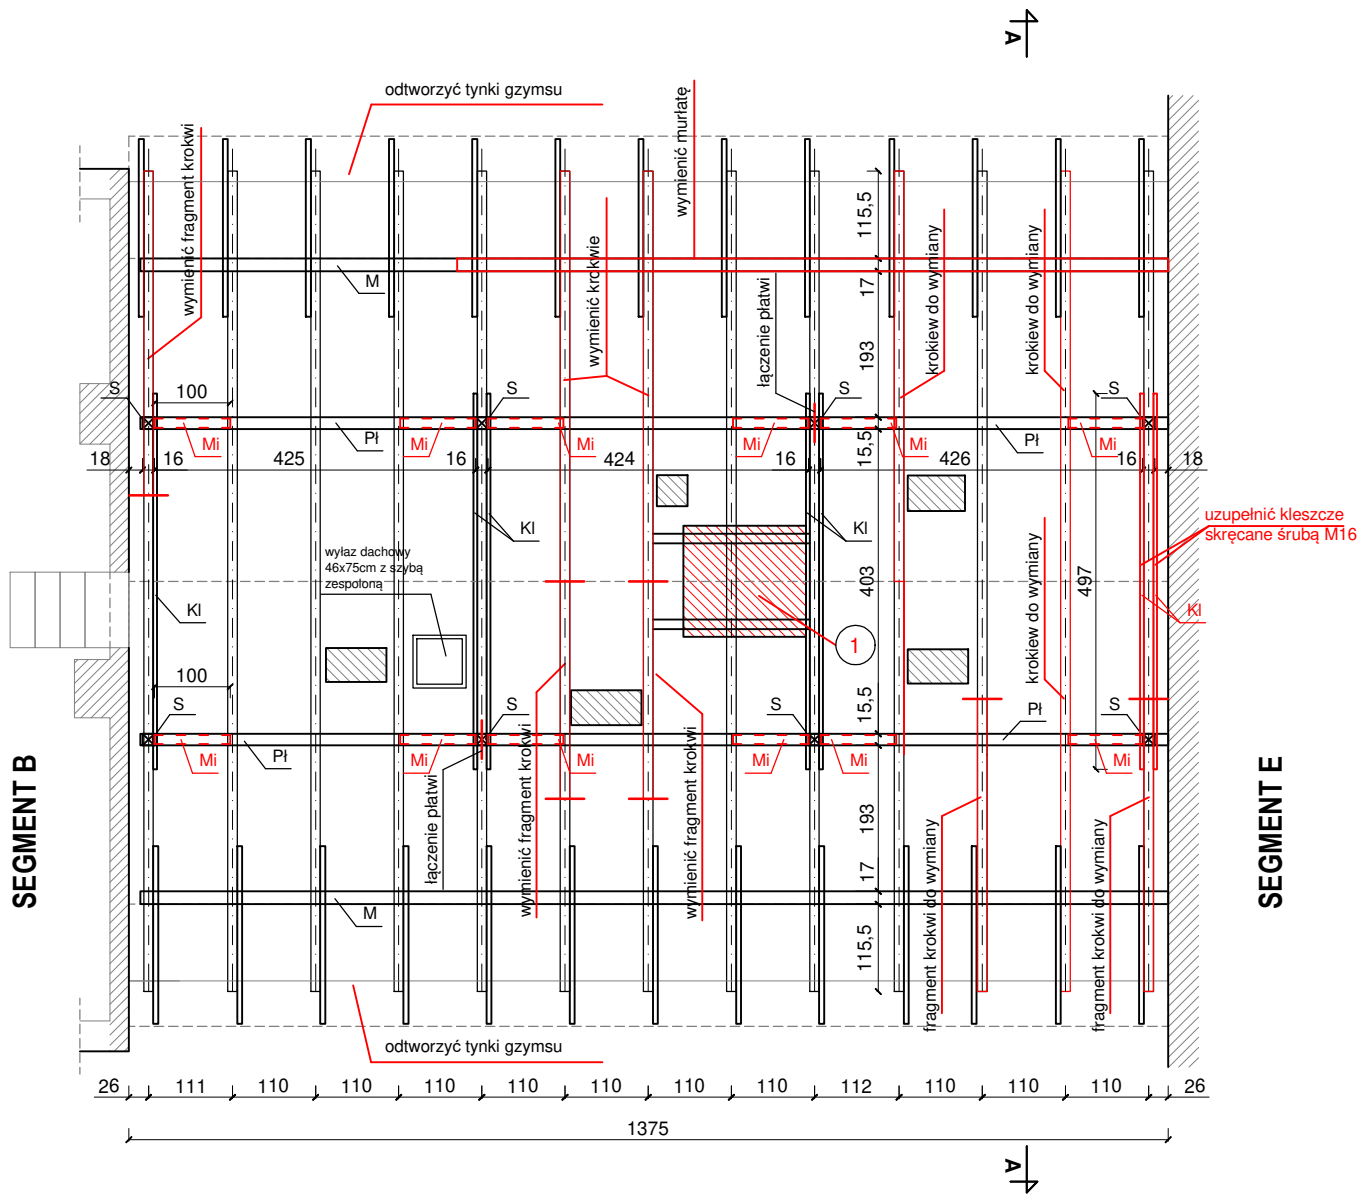 A
odtworzyć tynki gzymsu
wymienić fragment krokwi
wymienić murłatę
wymienić krokwie
łączenie płatwi
krokiew do wymiany
krokiew do wymiany
115,5
17
193
M
S
100
S
S
S
Mi
Pł
Mi
Mi
Mi
Mi
Pł
Mi
18
16
425
16
424
16
15,5
426
16
18
Kl
Kl
uzupełnić kleszcze
skręcane śrubą M16
wyłaz dachowy
46x75cm z szybą
zespoloną
403
497
krokiew do wymiany
Kl
Kl
1
100
S
S
S
S
15,5
Pł
Mi
Pł
Mi
Mi
Mi
Mi
Mi
SEGMENT B
SEGMENT E
łączenie płatwi
wymienić fragment krokwi
wymienić fragment krokwi
193
17
115,5
fragment krokwi do wymiany
fragment krokwi do wymiany
M
odtworzyć tynki gzymsu
26
111
110
110
110
110
110
110
110
112
110
110
110
26
1375
A